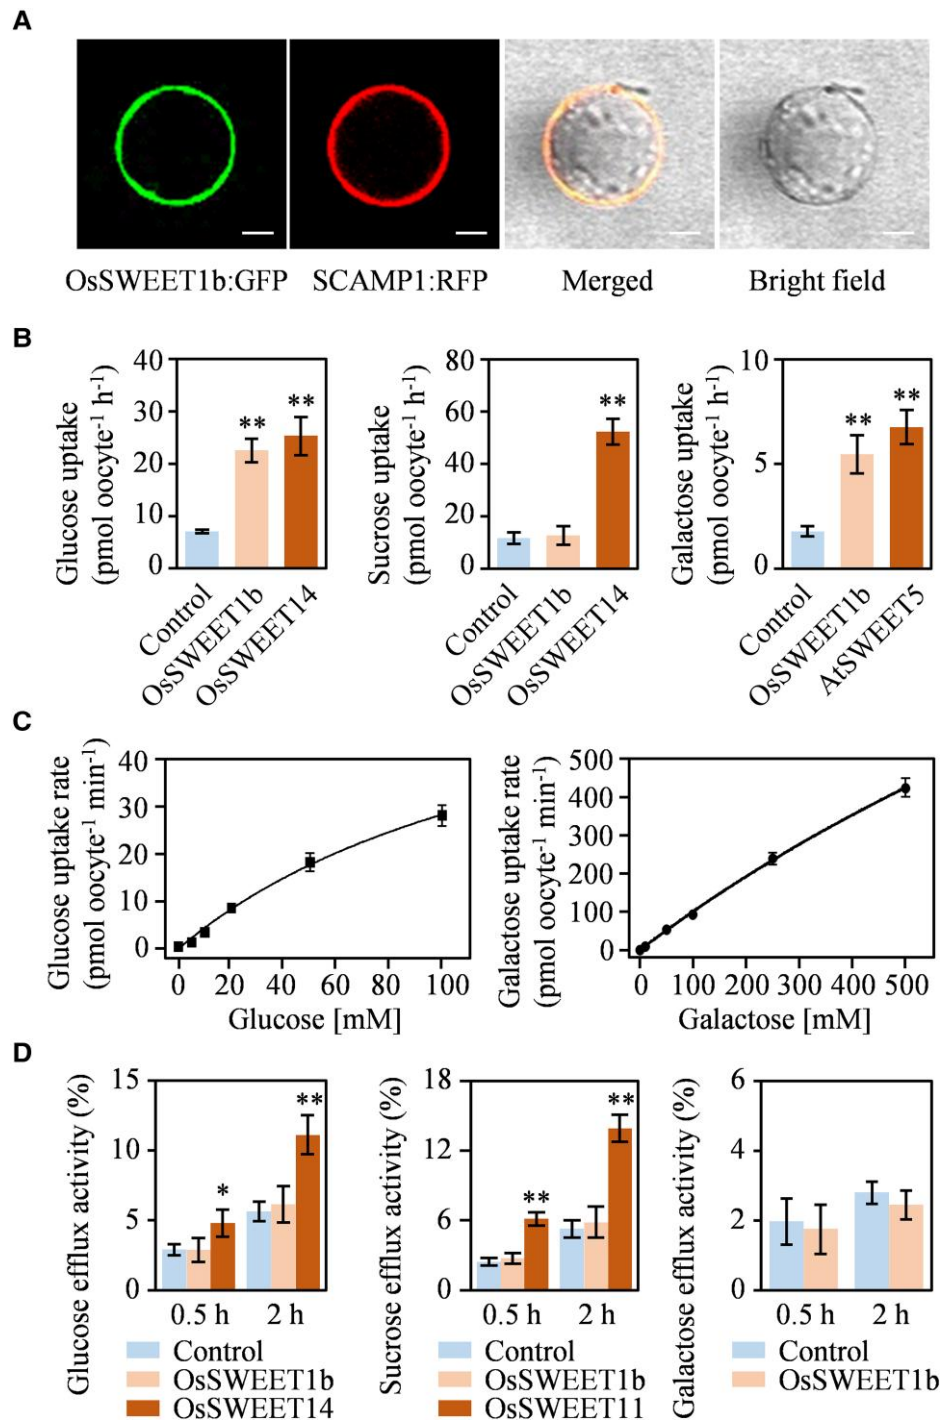 A
OsSWEET1b:GFP SCAMP1:RFP Merged Bright field
B
Glucose uptake
(pmol oocyte-1 h-1)
40
30
20
10
0
** **
Control
OsSWEET1b
OsSWEET14
Sucrose uptake
(pmol oocyte-1 h-1)
80
60
40
20
0
**
Control
OsSWEET1b
OsSWEET14
Galactose uptake
(pmol oocyte-1 h-1)
10
5
0
** **
Control
OsSWEET1b
AtSWEET5
C
Glucose uptake rate
(pmol oocyte-1 min-1)
40
30
20
10
0
0 20 40 60 80 100
Glucose [mM]
Galactose uptake rate
(pmol oocyte-1 min-1)
500
400
300
200
100
0
0 100 200 300 400 500
Galactose [mM]
D
Glucose efflux activity (%)
15
10
5
0
* **
0.5 h 2 h
Control
OsSWEET1b
OsSWEET14
Sucrose efflux activity (%)
18
12
6
0
** **
0.5 h 2 h
Control
OsSWEET1b
OsSWEET11
Galactose efflux activity (%)
6
4
2
0
0.5 h 2 h
Control
OsSWEET1b